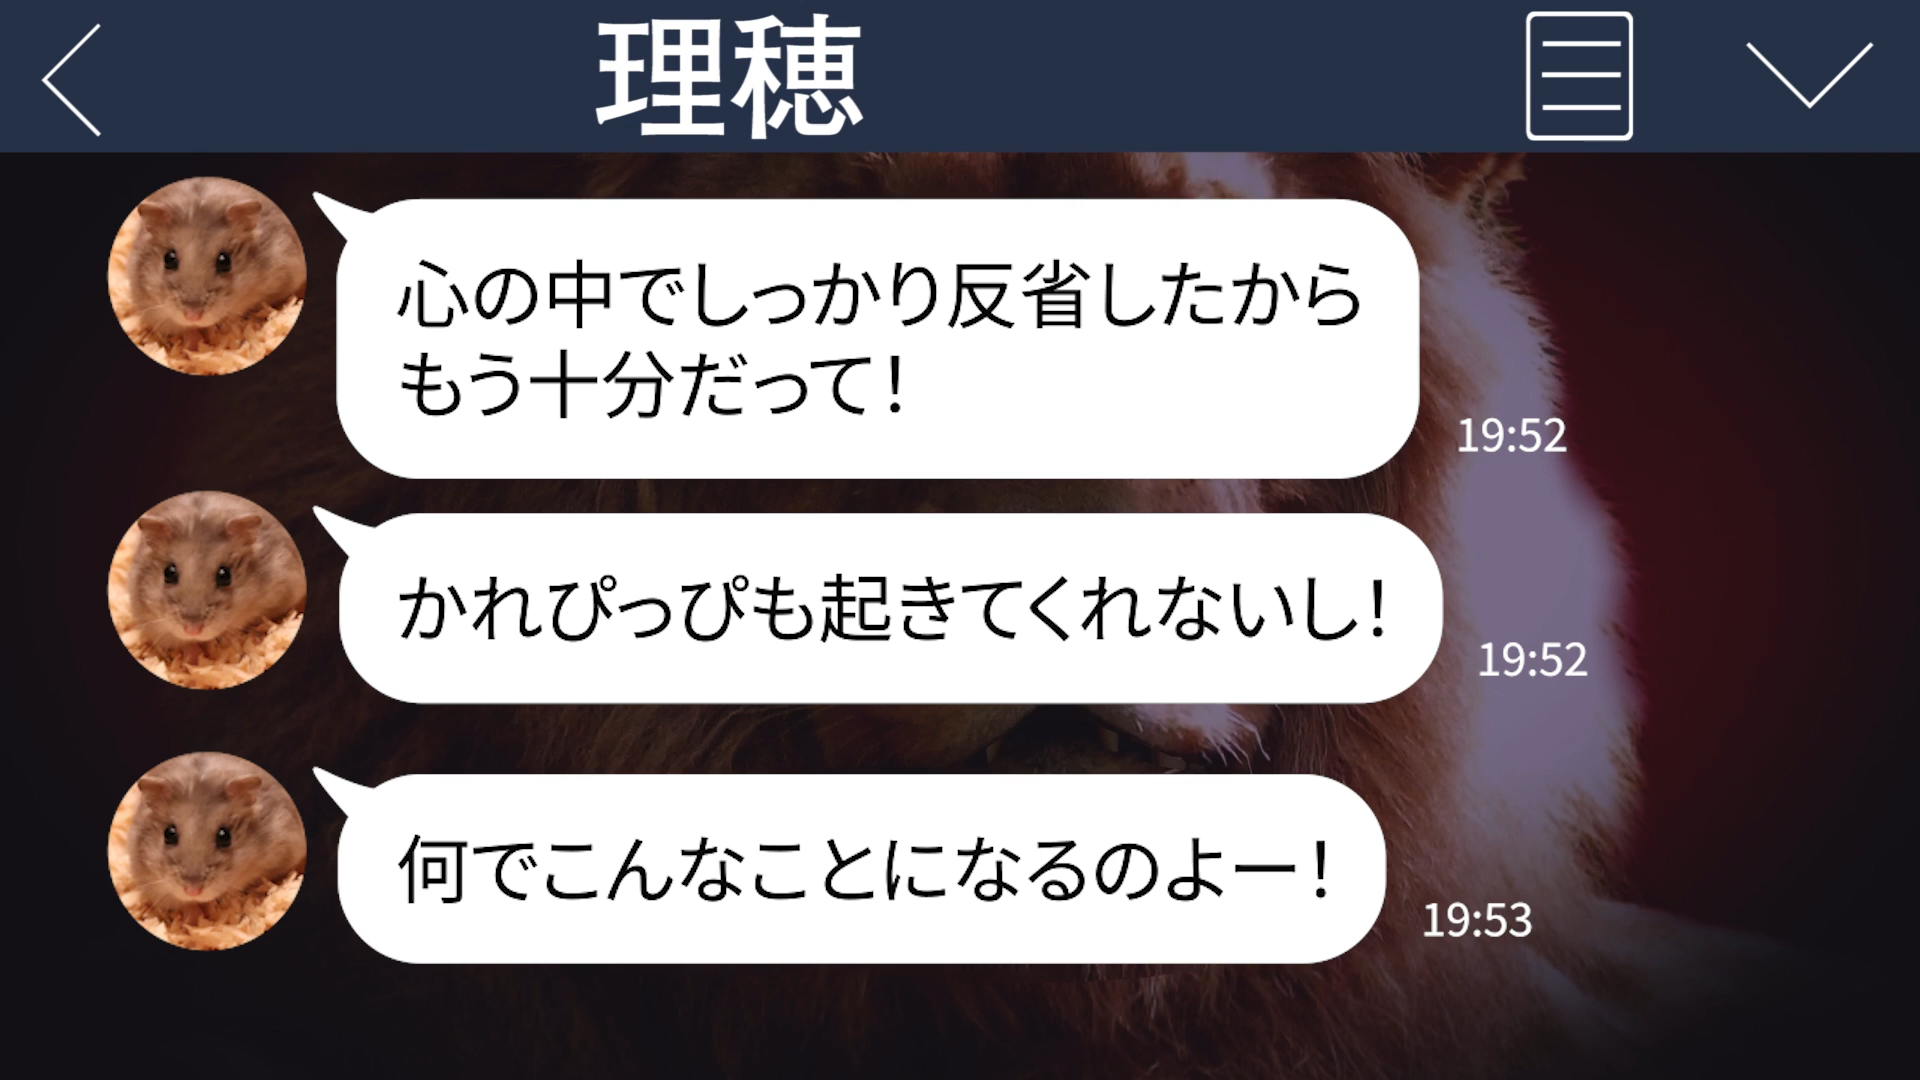 理穂
心の中でしっかり反省したから
もう十分だって！
19:52
かれぴっぴも起きてくれないし！
19:52
何でこんなことになるのよー！
19:53